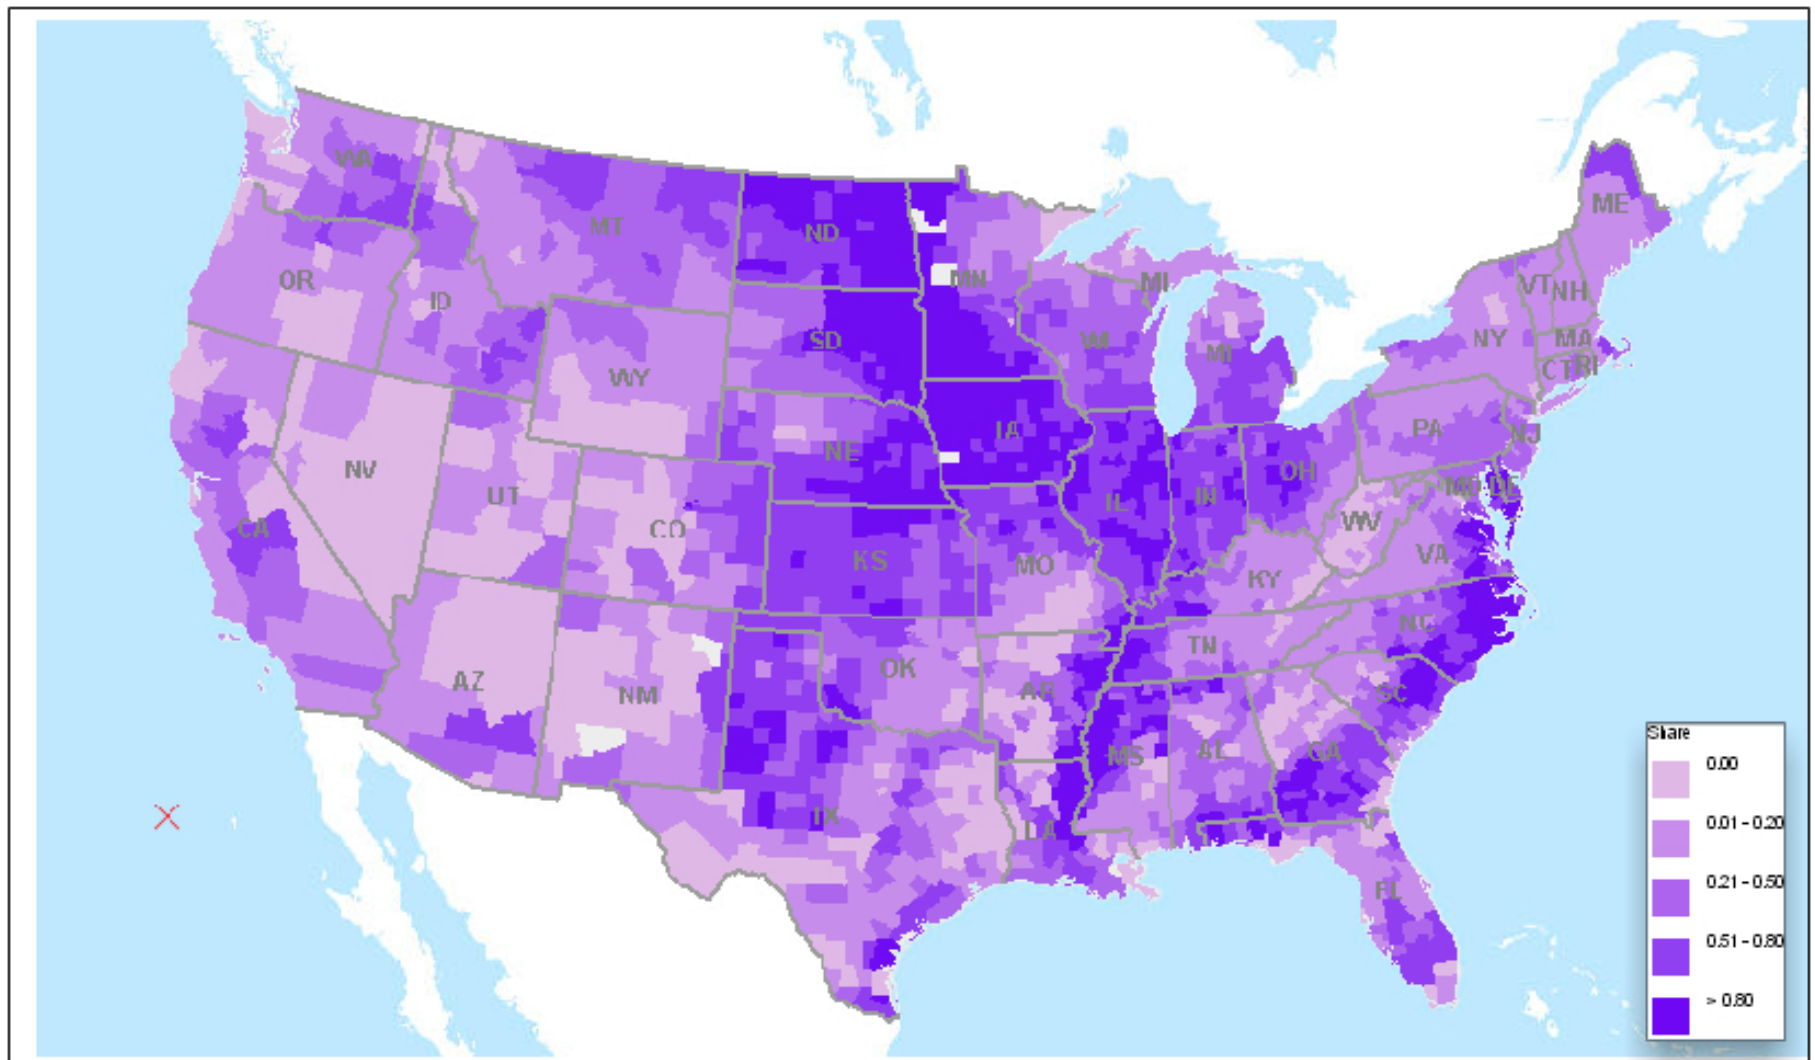 WA
ME
MT
ND
OR
MN
MI
VT
NH
ID
NY
MA
SD
WI
MI
CT
RI
WY
PA
IA
NJ
NE
OH
NV
UT
IL
IN
MD
DE
CA
CO
WV
VA
KS
MO
KY
NC
TN
OK
AZ
NM
AR
SC
MS
AL
GA
TX
LA
FL
Share
0.00
0.01 - 0.20
0.21 - 0.50
0.51 - 0.80
> 0.80